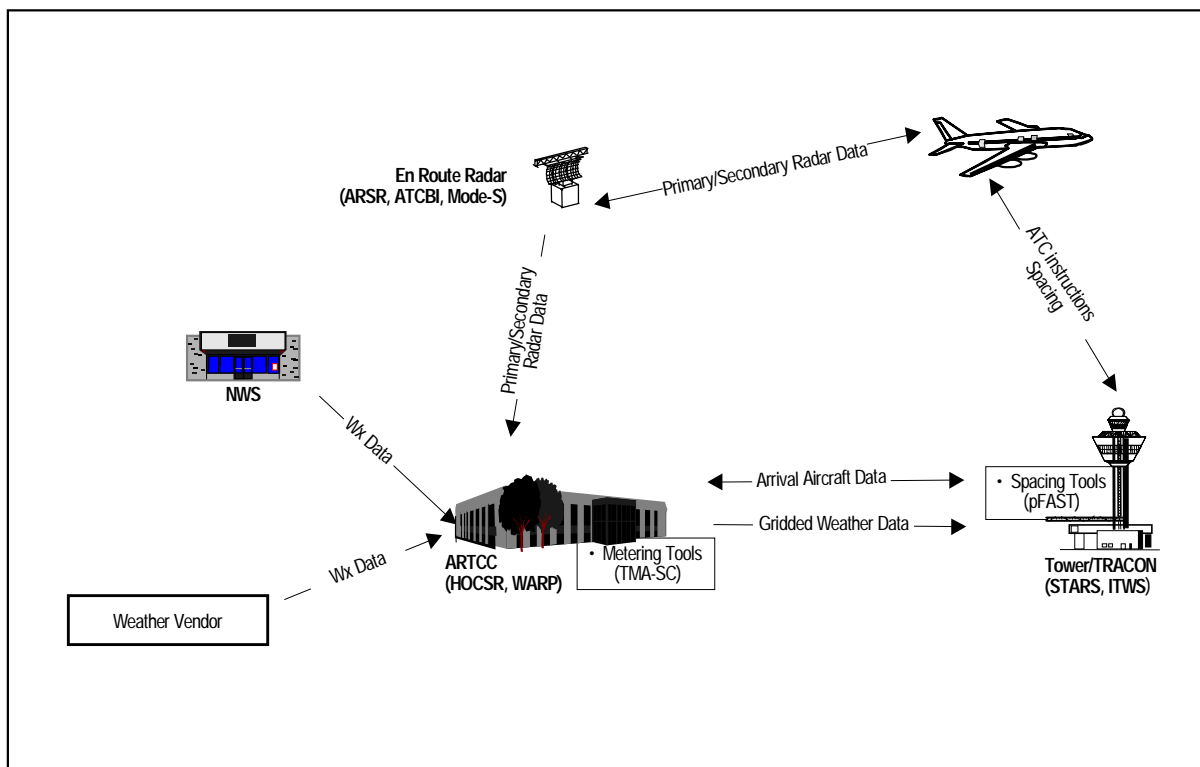 En Route Radar
(ARSR, ATCBI, Mode-S)
Primary/Secondary Radar Data
ATC instructions
Spacing
Primary/Secondary
Radar Data
NWS
Wx Data
Arrival Aircraft Data
• Spacing Tools
(pFAST)
Gridded Weather Data
• Metering Tools
(TMA-SC)
ARTCC
(HOCSR, WARP)
Tower/TRACON
(STARS, ITWS)
Wx Data
Weather Vendor